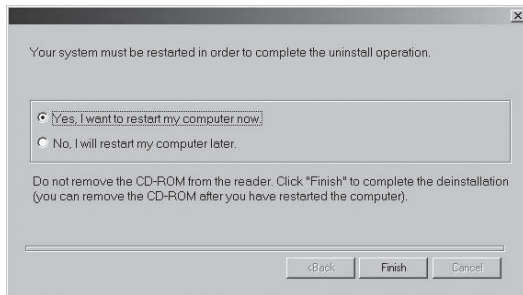 Your system must be restarted in order to complete the uninstall operation.
Yes, I want to restart my computer now.
No, I will restart my computer later.
Do not remove the CD-ROM from the reader. Click "Finish" to complete the deinstallation
(you can remove the CD-ROM after you have restarted the computer).
<Back Finish Cancel